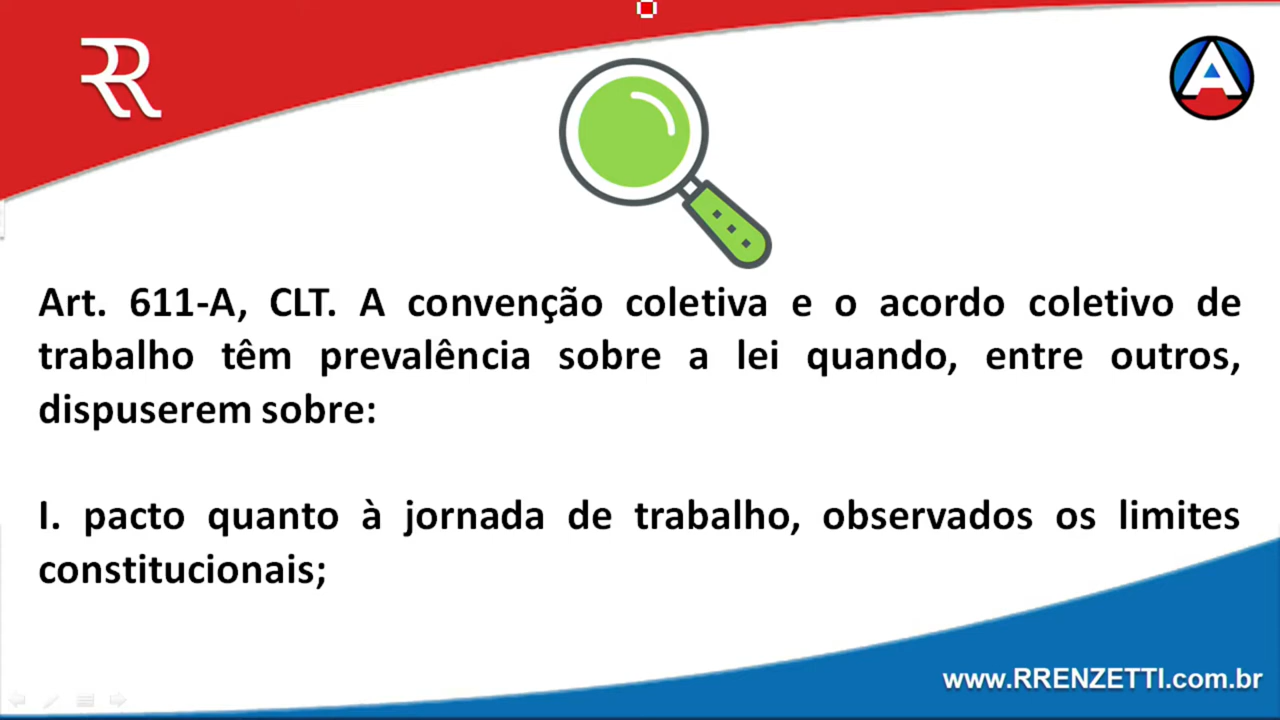 RR
A
Art. 611-A, CLT. A convenção coletiva e o acordo coletivo de
trabalho têm prevalência sobre a lei quando, entre outros,
dispuserem sobre:
I. pacto quanto à jornada de trabalho, observados os limites
constitucionais;
www.RRENZETTI.com.br